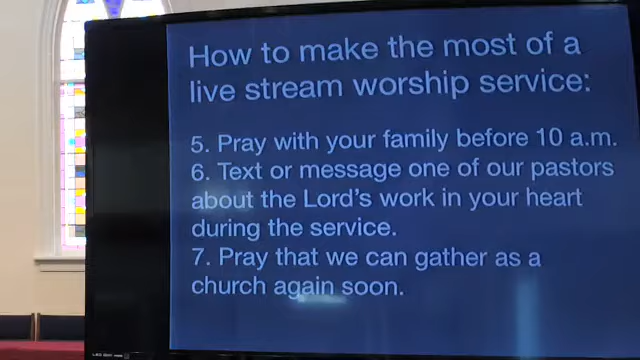 How to make the most of a
live stream worship service:
5. Pray with your family before 10 a.m.
6. Text or message one of our pastors
about the Lord's work in your heart
during the service.
7. Pray that we can gather as a
church again soon.